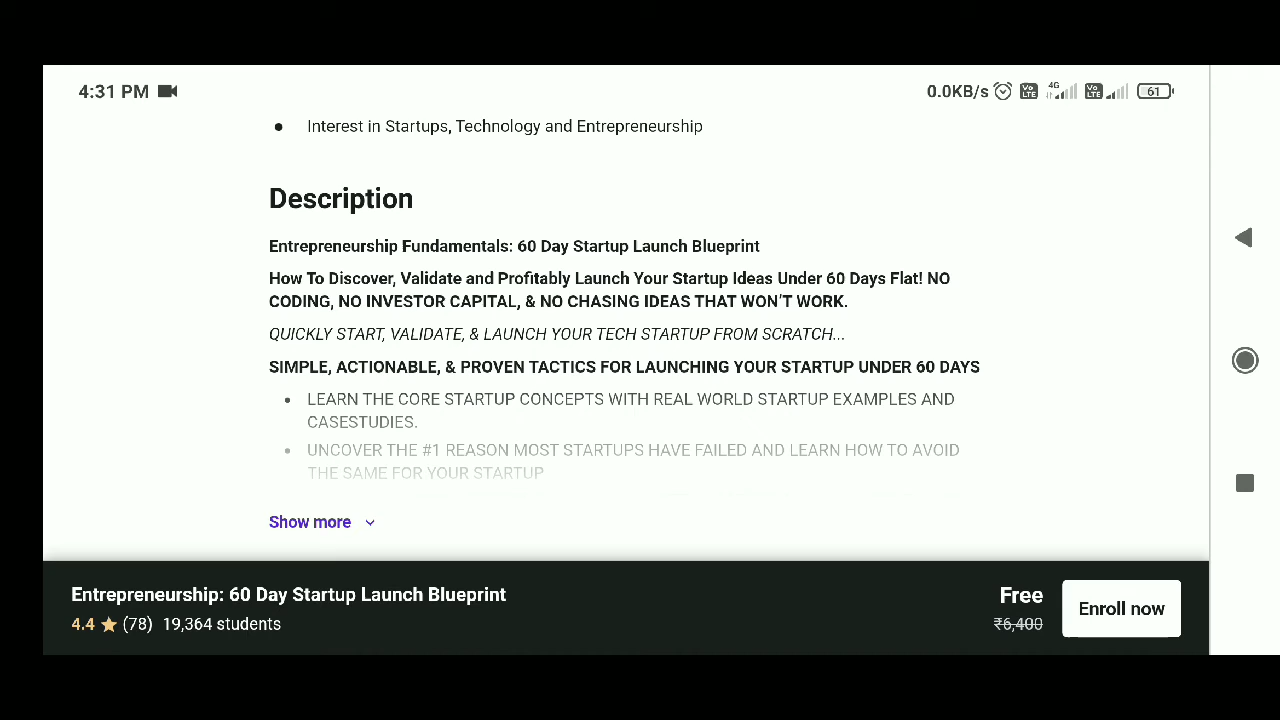 4:31 PM
0.0KB/s 4G 61
Interest in Startups, Technology and Entrepreneurship
Description
Entrepreneurship Fundamentals: 60 Day Startup Launch Blueprint
How To Discover, Validate and Profitably Launch Your Startup Ideas Under 60 Days Flat! NO
CODING, NO INVESTOR CAPITAL, & NO CHASING IDEAS THAT WON'T WORK.
QUICKLY START, VALIDATE, & LAUNCH YOUR TECH STARTUP FROM SCRATCH...
SIMPLE, ACTIONABLE, & PROVEN TACTICS FOR LAUNCHING YOUR STARTUP UNDER 60 DAYS
LEARN THE CORE STARTUP CONCEPTS WITH REAL WORLD STARTUP EXAMPLES AND
CASESTUDIES.
UNCOVER THE #1 REASON MOST STARTUPS HAVE FAILED AND LEARN HOW TO AVOID
THE SAME FOR YOUR STARTUP
Show more
Entrepreneurship: 60 Day Startup Launch Blueprint
4.4 ★ (78) 19,364 students
Free
₹6,400
Enroll now